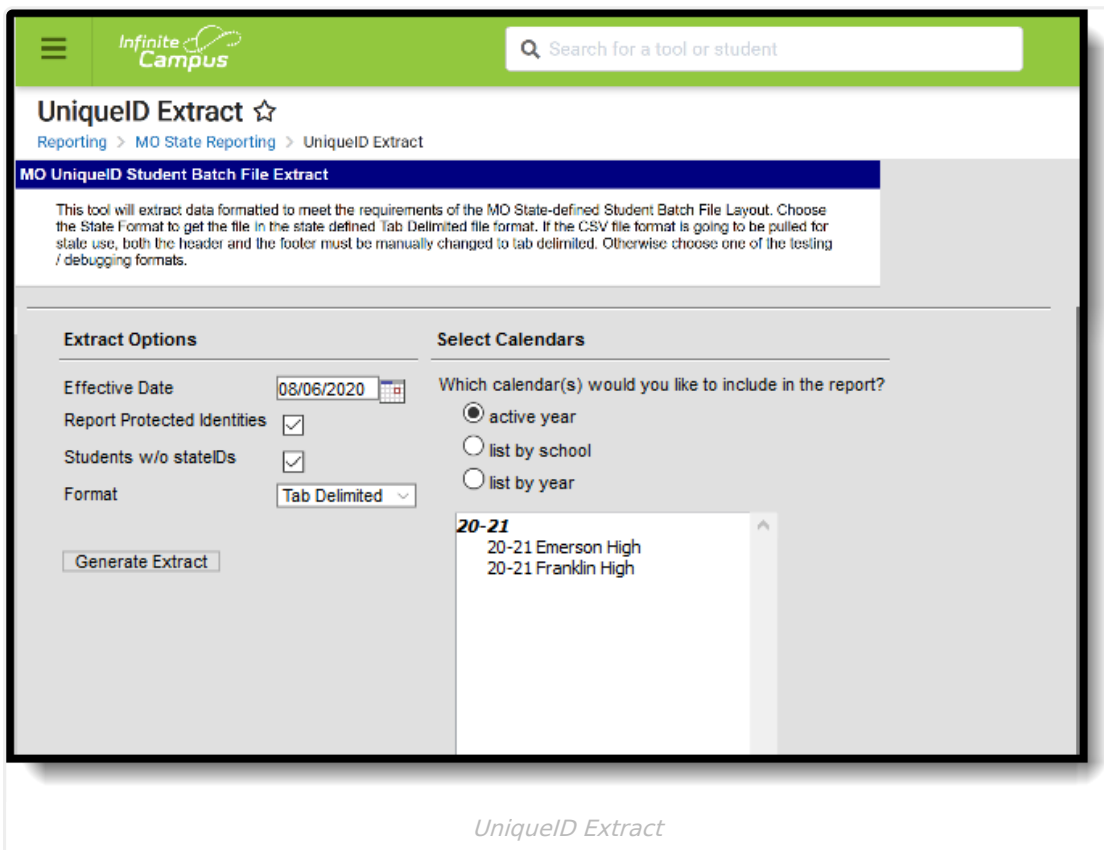 Infinite
Campus
Search for a tool or student
UniqueID Extract
Reporting > MO State Reporting > UniqueID Extract
MO UniqueID Student Batch File Extract
This tool will extract data formatted to meet the requirements of the MO State-defined Student Batch File Layout. Choose
the State Format to get the file in the state defined Tab Delimited file format. If the CSV file format is going to be pulled for
state use, both the header and the footer must be manually changed to tab delimited. Otherwise choose one of the testing
/ debugging formats.
Extract Options
Effective Date 08/06/2020
Report Protected Identities
Students w/o stateIDs
Format Tab Delimited
Generate Extract
Select Calendars
Which calendar(s) would you like to include in the report?
active year
list by school
list by year
20-21
20-21 Emerson High
20-21 Franklin High
UniqueID Extract